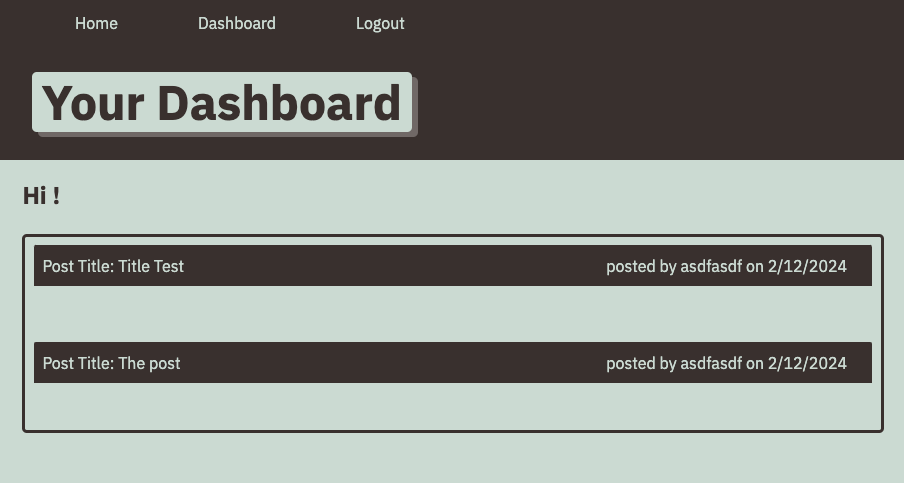 Home Dashboard Logout
Your Dashboard
Hi !
Post Title: Title Test posted by asdfasdf on 2/12/2024
Post Title: The post posted by asdfasdf on 2/12/2024